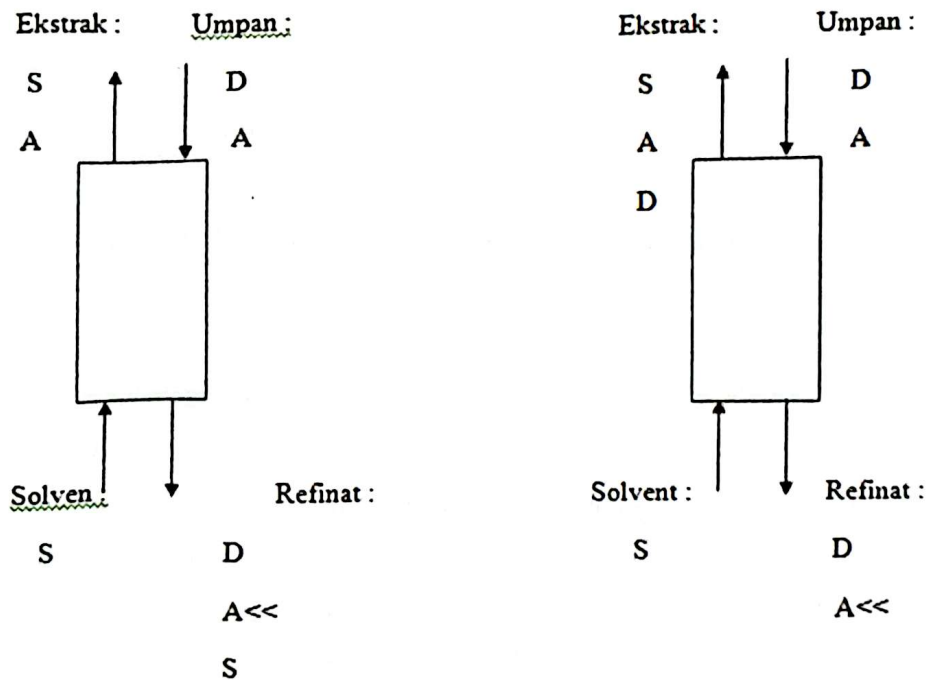 Ekstrak : Umpan :
S D
A A
Solven : Refinat :
S D
A<<
S
Ekstrak : Umpan :
S D
A A
D
Solvent : Refinat :
S D
A<<